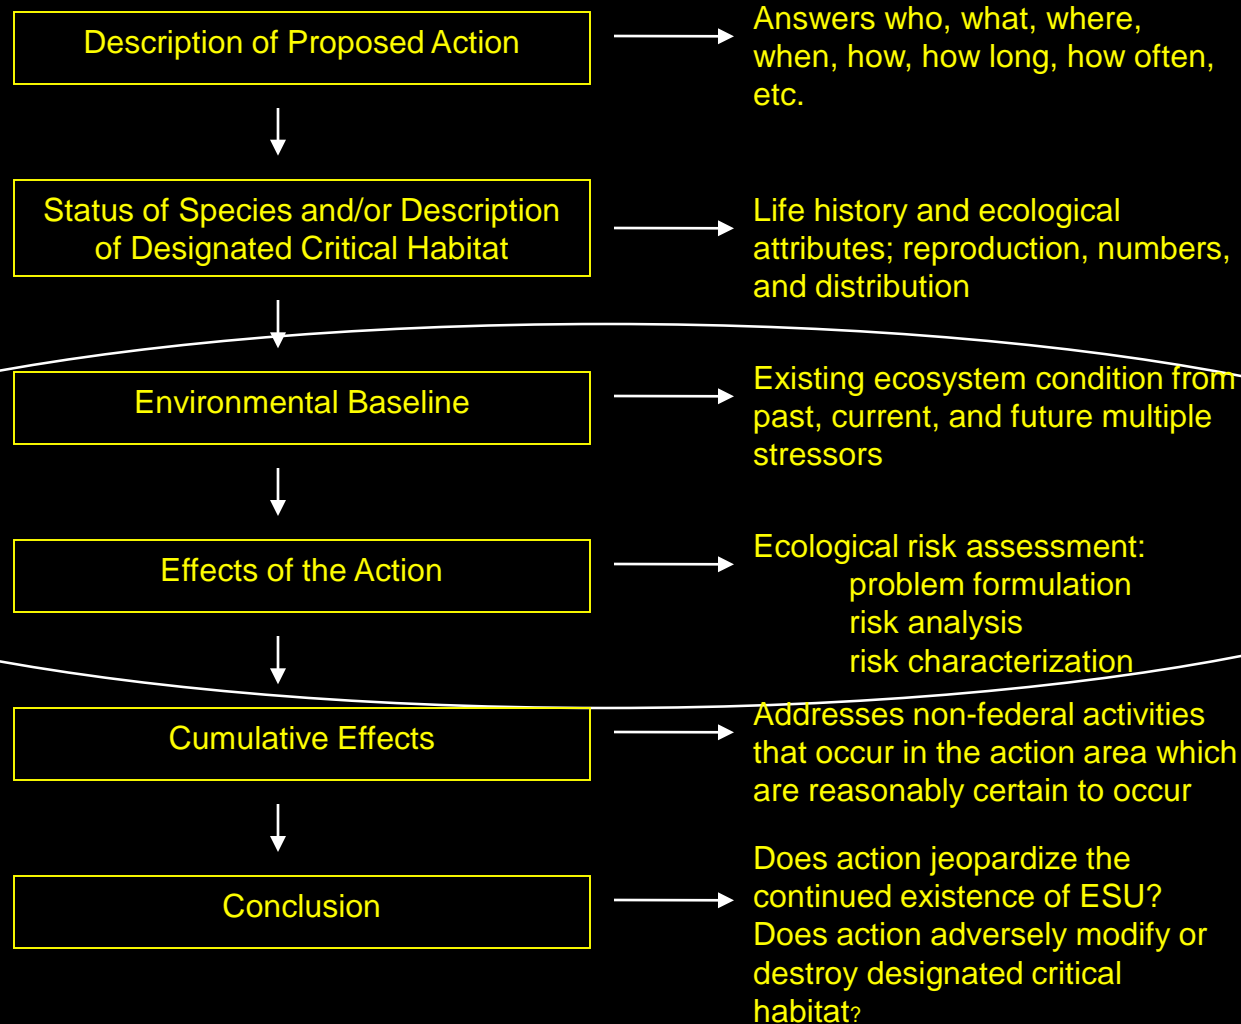 Description of Proposed Action
Answers who, what, where,
when, how, how long, how often,
etc.
Status of Species and/or Description
of Designated Critical Habitat
Life history and ecological
attributes; reproduction, numbers,
and distribution
Environmental Baseline
Existing ecosystem condition from
past, current, and future multiple
stressors
Effects of the Action
Ecological risk assessment:
problem formulation
risk analysis
risk characterization
Cumulative Effects
Addresses non-federal activities
that occur in the action area which
are reasonably certain to occur
Conclusion
Does action jeopardize the
continued existence of ESU?
Does action adversely modify or
destroy designated critical
habitat?